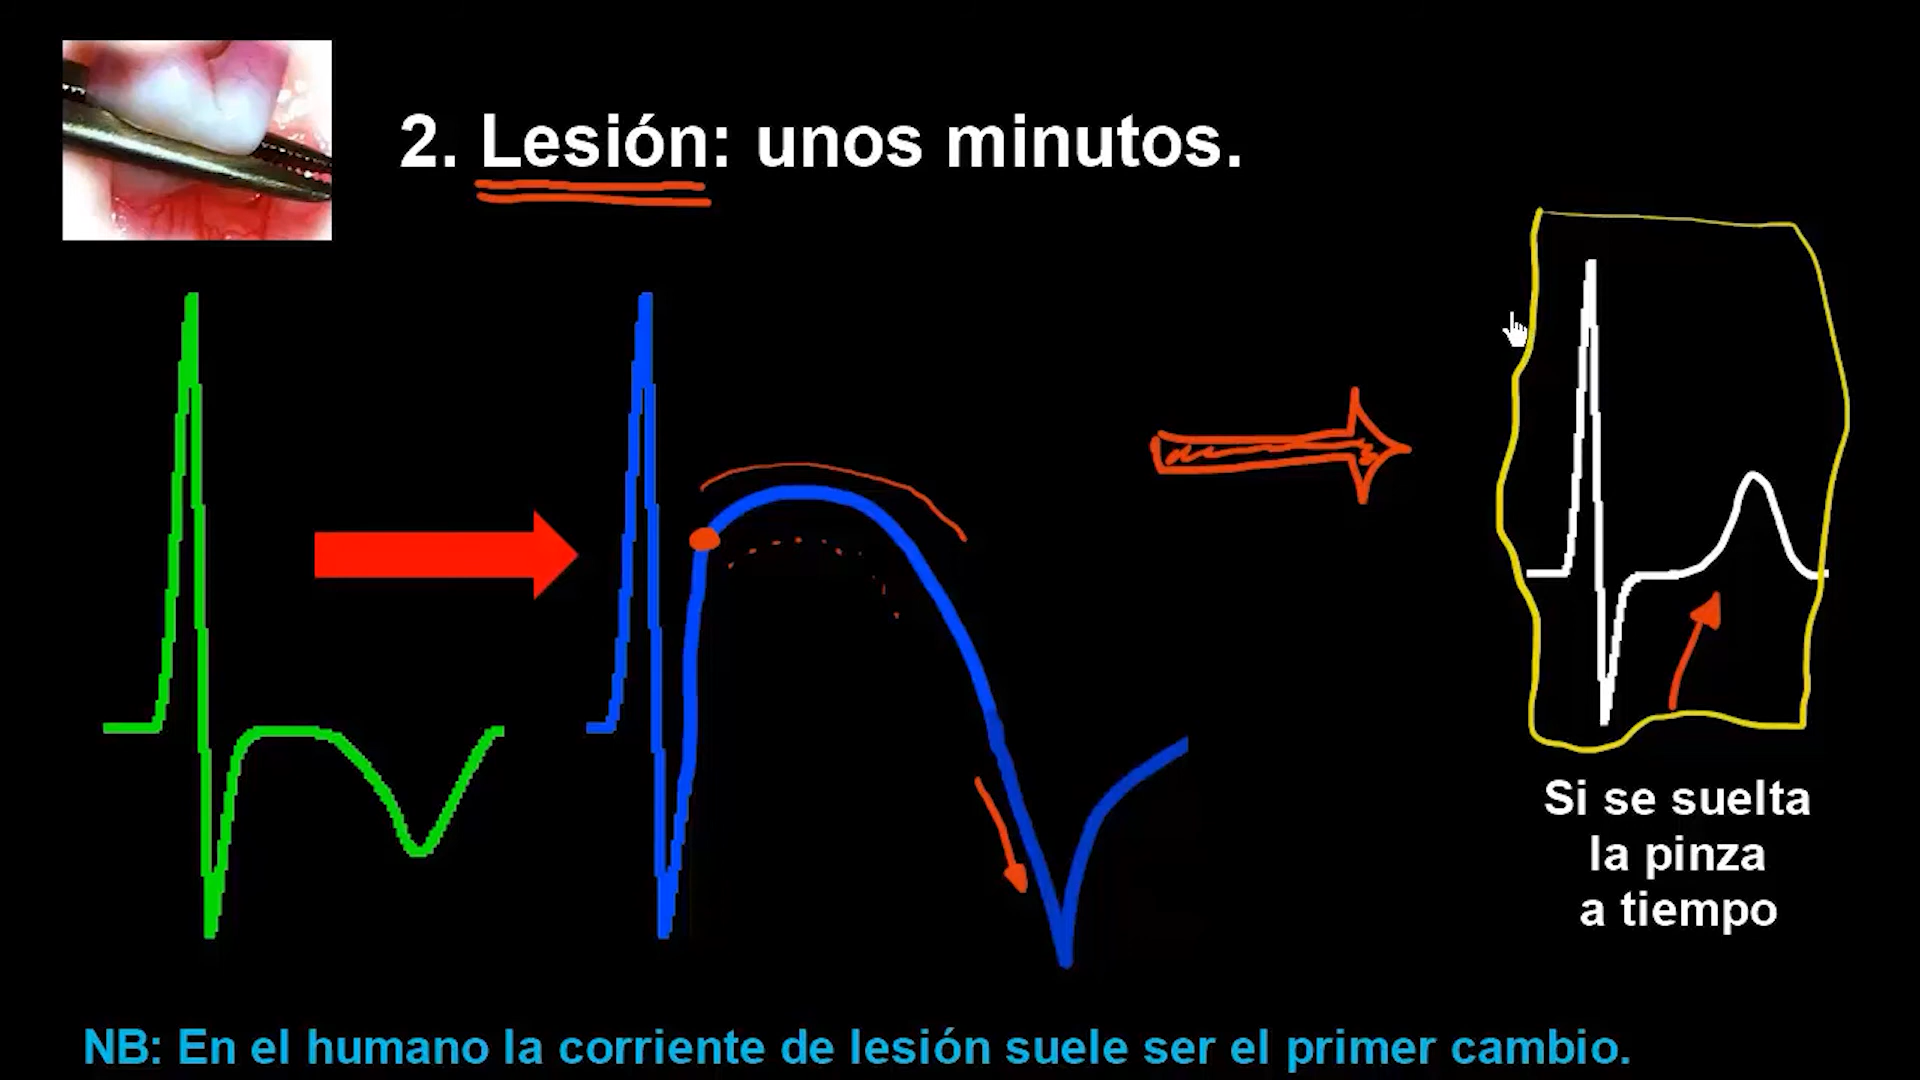 2. Lesión: unos minutos.
Si se suelta
la pinza
a tiempo
NB: En el humano la corriente de lesión suele ser el primer cambio.